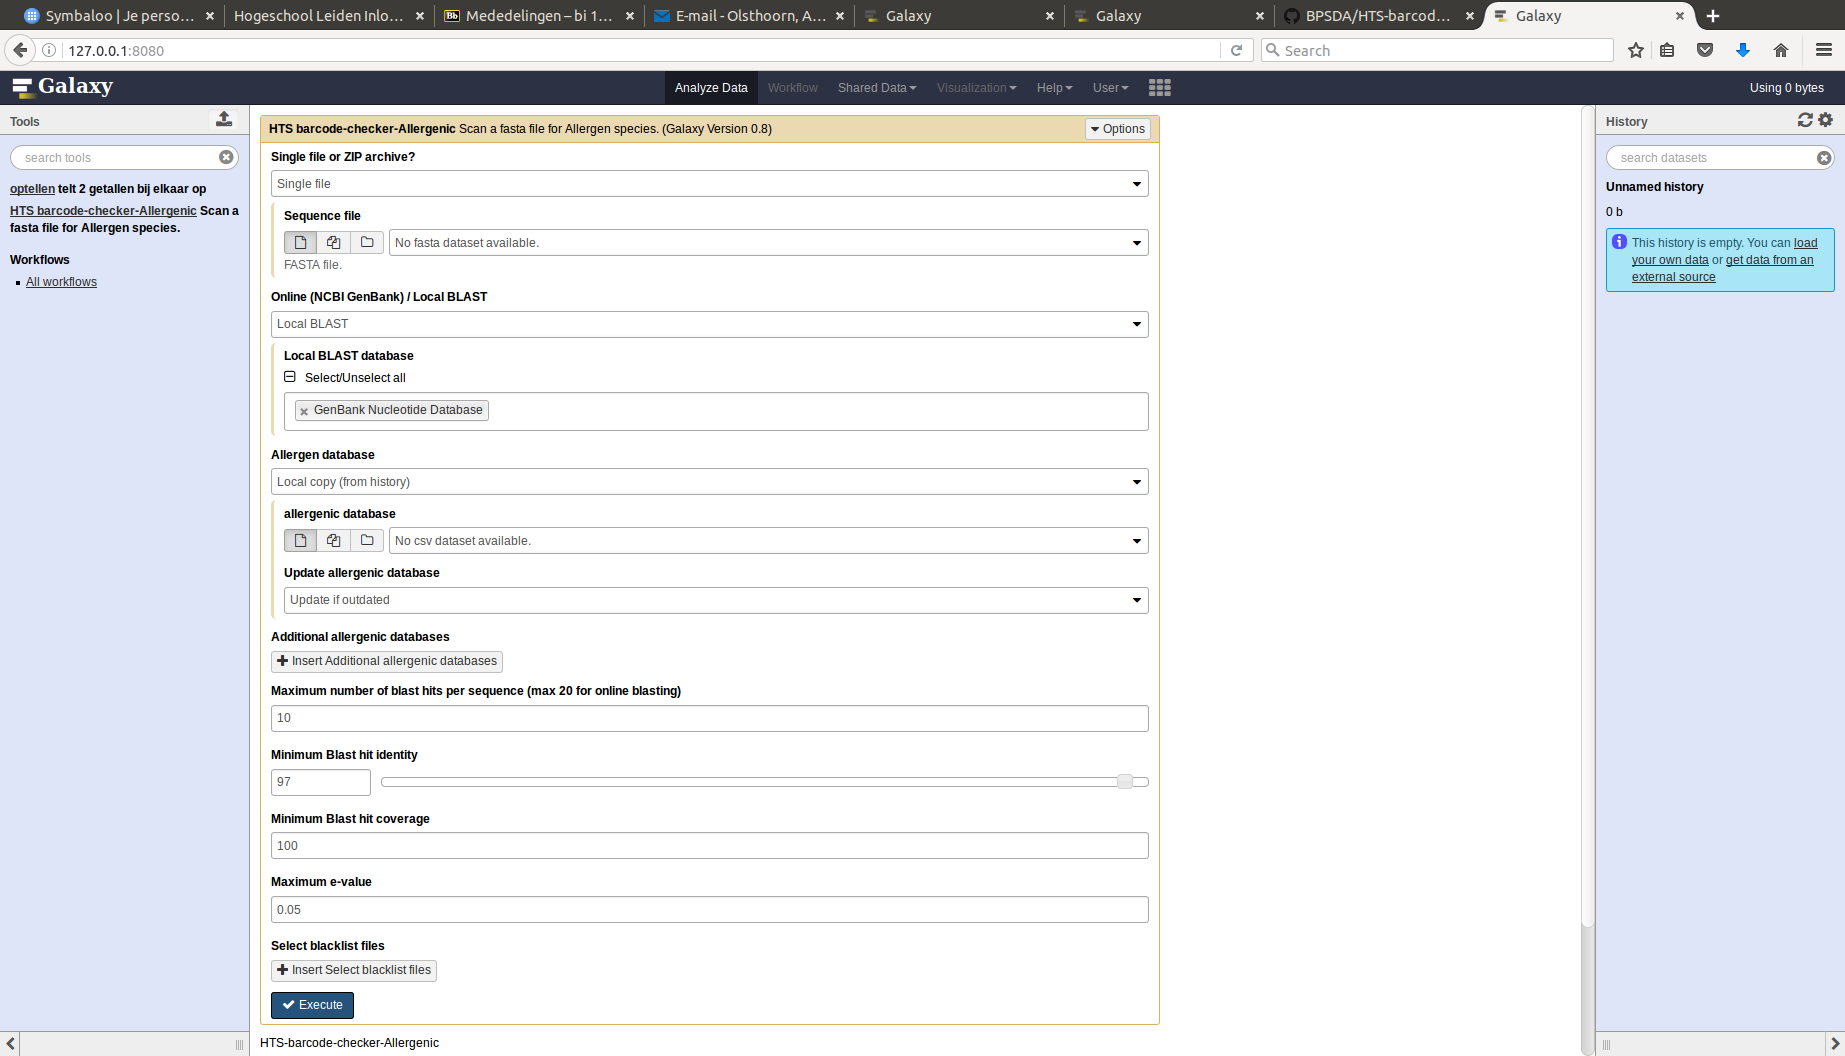 Symbaloo | Je perso...
Hogeschool Leiden Inlo...
Bb Mededelingen – bi 1...
E-mail - Olsthoorn, A...
Galaxy
Galaxy
BPSDA/HTS-barcod...
Galaxy
127.0.0.1:8080
Search
Galaxy
Analyze Data
Workflow
Shared Data
Visualization
Help
User
Using 0 bytes
Tools
search tools
optellen telt 2 getallen bij elkaar op
HTS barcode-checker-Allergenic Scan a
fasta file for Allergen species.
Workflows
All workflows
HTS barcode-checker-Allergenic Scan a fasta file for Allergen species. (Galaxy Version 0.8)
Options
Single file or ZIP archive?
Single file
Sequence file
No fasta dataset available.
FASTA file.
Online (NCBI GenBank) / Local BLAST
Local BLAST
Local BLAST database
Select/Unselect all
GenBank Nucleotide Database
Allergen database
Local copy (from history)
allergenic database
No csv dataset available.
Update allergenic database
Update if outdated
Additional allergenic databases
Insert Additional allergenic databases
Maximum number of blast hits per sequence (max 20 for online blasting)
10
Minimum Blast hit identity
97
Minimum Blast hit coverage
100
Maximum e-value
0.05
Select blacklist files
Insert Select blacklist files
Execute
HTS-barcode-checker-Allergenic
History
search datasets
Unnamed history
0 b
This history is empty. You can load
your own data or get data from an
external source